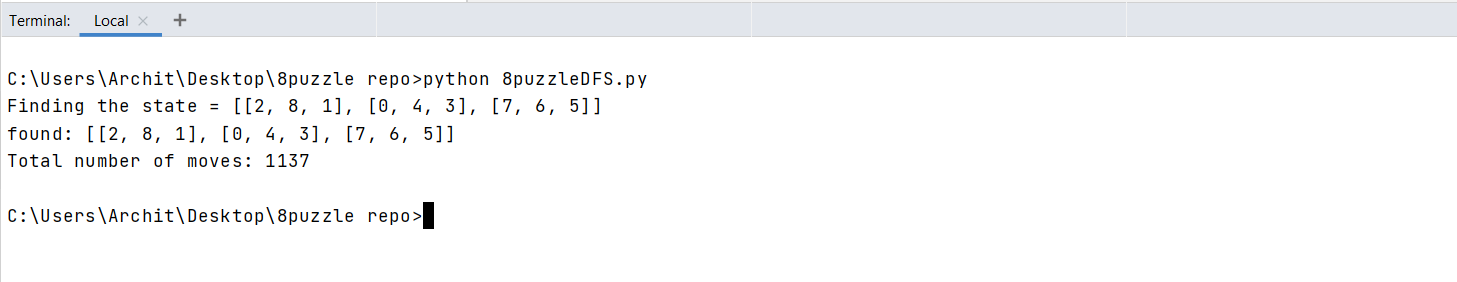 Terminal: Local × +
C:\Users\Archit\Desktop\8puzzle repo>python 8puzzleDFS.py
Finding the state = [[2, 8, 1], [0, 4, 3], [7, 6, 5]]
found: [[2, 8, 1], [0, 4, 3], [7, 6, 5]]
Total number of moves: 1137
C:\Users\Archit\Desktop\8puzzle repo>